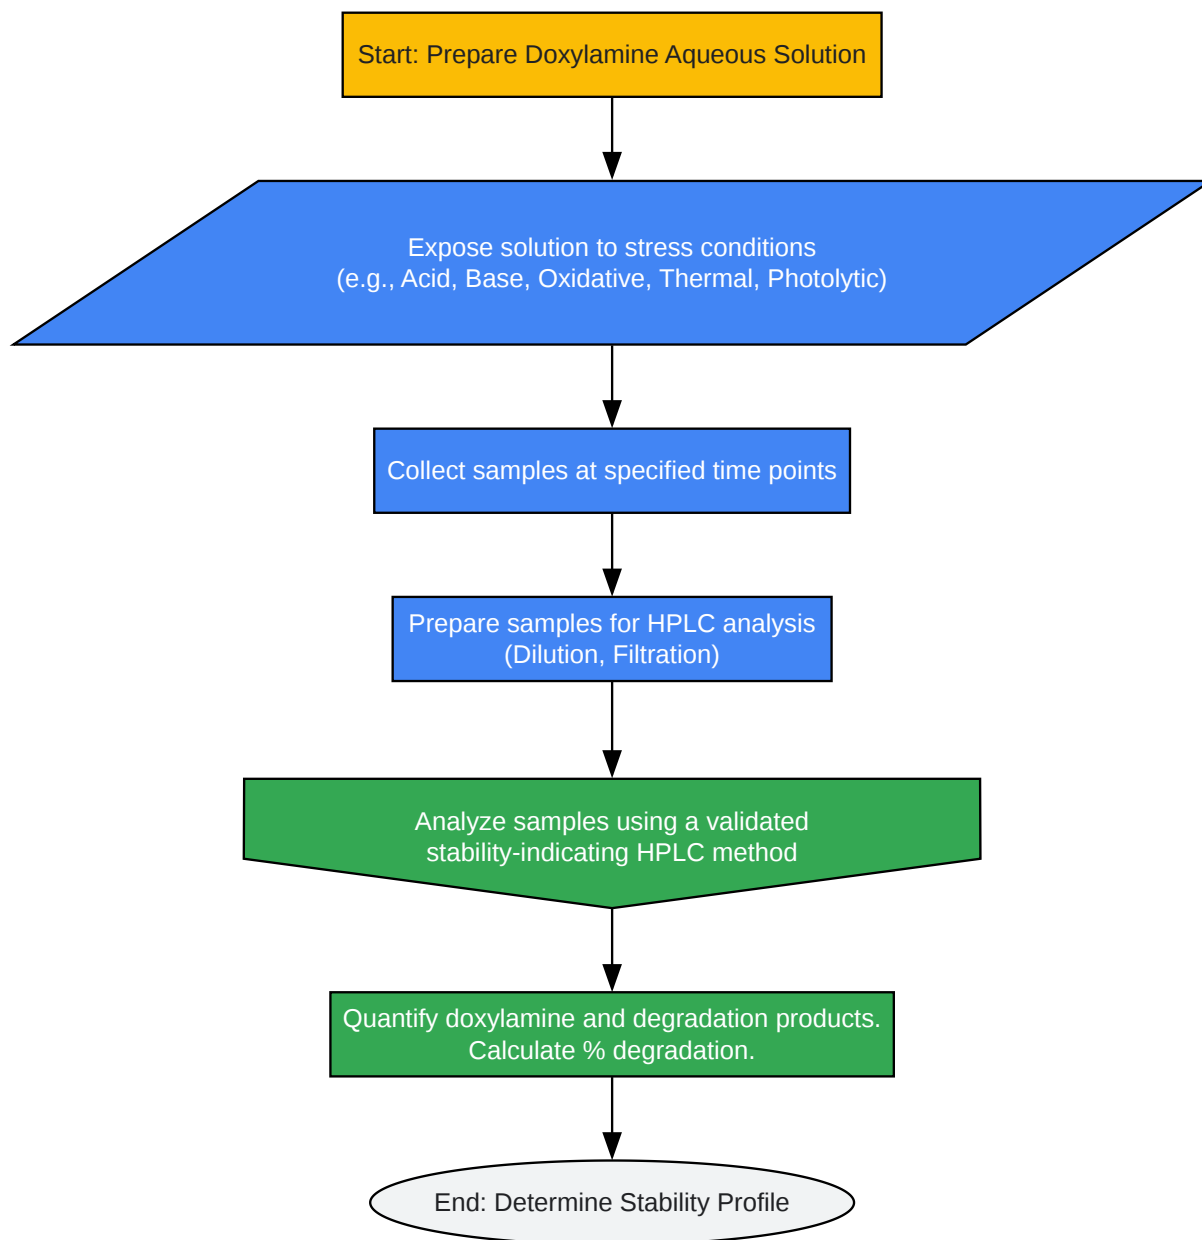 Start: Prepare Doxylamine Aqueous Solution
Expose solution to stress conditions
(e.g., Acid, Base, Oxidative, Thermal, Photolytic)
Collect samples at specified time points
Prepare samples for HPLC analysis
(Dilution, Filtration)
Analyze samples using a validated
stability-indicating HPLC method
Quantify doxylamine and degradation products.
Calculate % degradation.
End: Determine Stability Profile